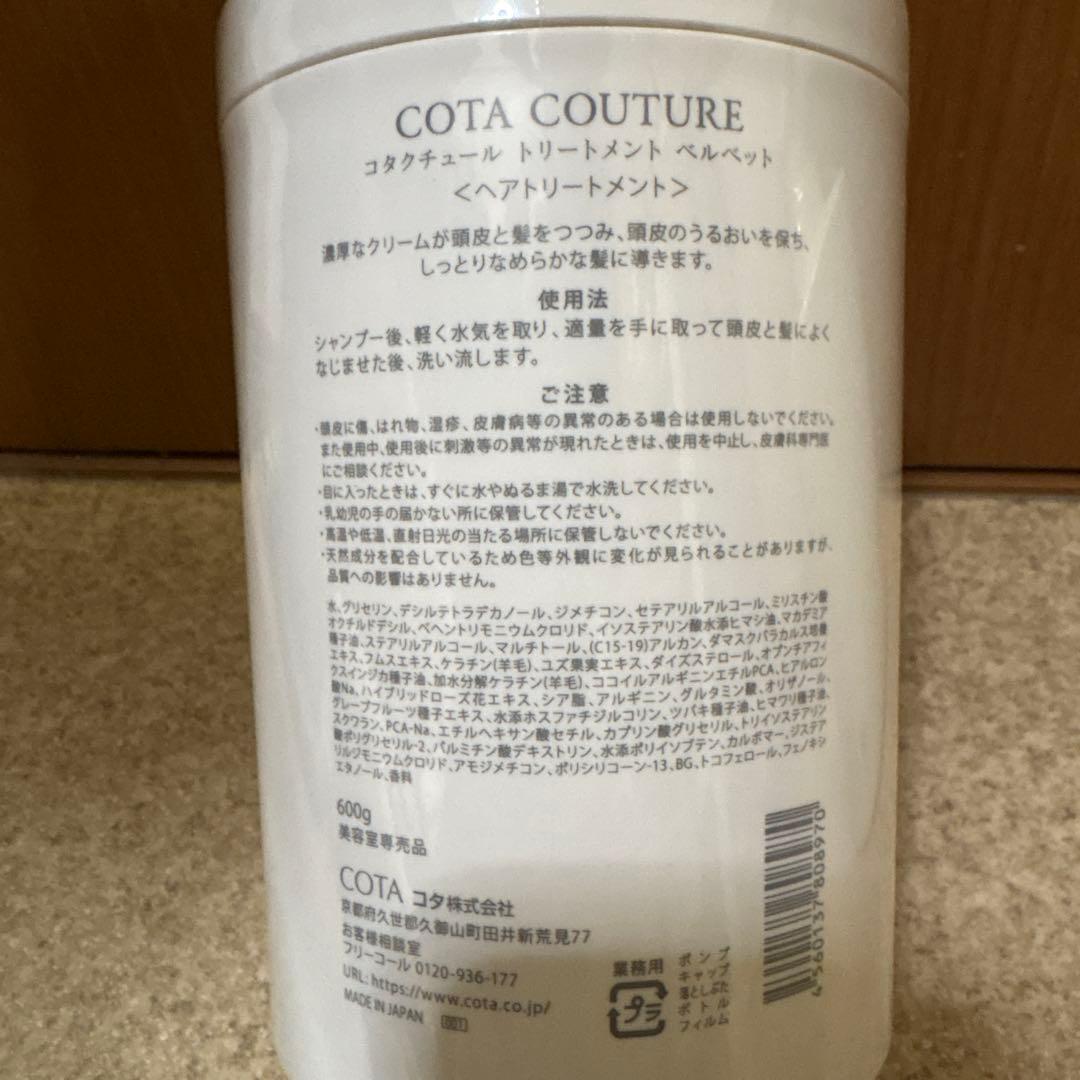 COTA COUTURE
コタクチュール トリートメント ベルベット
＜ヘアトリートメント＞
濃厚なクリームが頭皮と髪をつつみ、頭皮のうるおいを保ち、
しっとりなめらかな髪に導きます。
使用法
シャンプー後、軽く水気を取り、適量を手に取って頭皮と髪によく
なじませた後、洗い流します。
ご注意
・頭皮に傷、はれ物、湿疹、皮膚病等の異常のある場合は使用しないでください。
また使用中、使用後に刺激等の異常が現れたときは、使用を中止し、皮膚科専門医
にご相談ください。
・目に入ったときは、すぐに水やぬるま湯で水洗してください。
・乳幼児の手の届かない所に保管してください。
・高温や低温、直射日光の当たる場所に保管しないでください。
・天然成分を配合しているため色等外観に変化が見られることがありますが、
品質への影響はありません。
水、グリセリン、デシルテトラデカノール、ジメチコン、セテアリルアルコール、ミリスチン酸
オクチルドデシル、ベヘントリモニウムクロリド、イソステアリン酸水添ヒマシ油、マカデミア
種子油、ステアリルアルコール、マルチトール、(C15-19)アルカン、ダマスクバラカルス培養
エキス、フムスエキス、ケラチン(羊毛)、ユズ果実エキス、ダイズステロール、オプンチアフィ
クスインジカ種子油、加水分解ケラチン(羊毛)、ココイルアルギニンエチルPCA、ヒアルロン
酸Na、ハイブリッドローズ花エキス、シア脂、アルギニン、グルタミン酸、オリザノール、
グレープフルーツ種子エキス、水添ホスファチジルコリン、ツバキ種子油、ヒマワリ種子油、
スクワラン、PCA-Na、エチルヘキサン酸セチル、カプリン酸グリセリル、トリイソステアリン
酸ポリグリセリル-2、パルミチン酸デキストリン、水添ポリイソブテン、カルボマー、ジステア
リルジモニウムクロリド、アモジメチコン、ポリシリコーン-13、BG、トコフェロール、フェノキシ
エタノール、香料
600g
美容室専売品
COTA コタ株式会社
京都府久世郡久御山町田井新荒見77
お客様相談室
フリーコール 0120-936-177
URL: https://www.cota.co.jp/
MADE IN JAPAN 001
業務用
プラ
ポンプ
キャップ
落としぶた
ボトル
フィルム
4560137808970